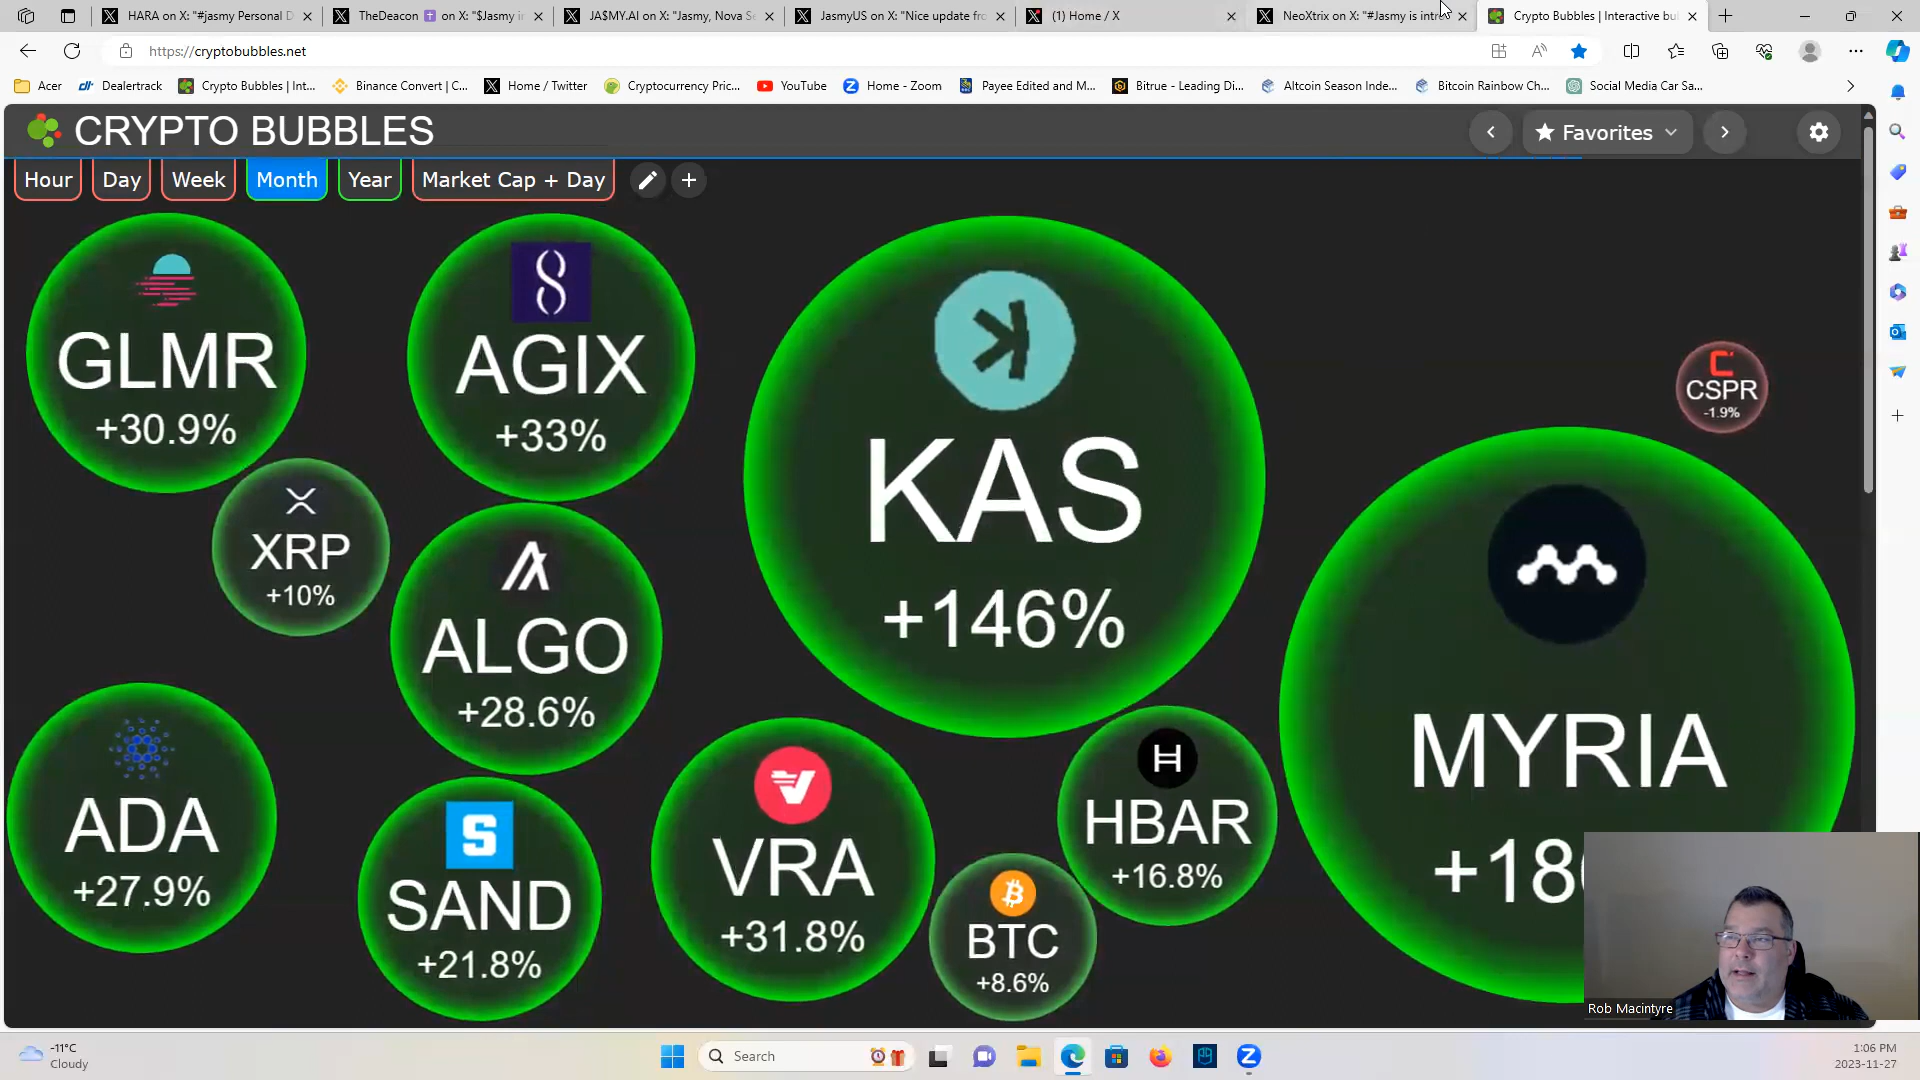 HARA on X: "#jasmy Personal D
TheDeacon ✝ on X: "$Jasmy in
JA$MY.AI on X: "Jasmy, Nova Se
JasmyUS on X: "Nice update fro
(1) Home / X
NeoXtrix on X: "#Jasmy is intro
Crypto Bubbles | Interactive bu
https://cryptobubbles.net
Acer
Dealertrack
Crypto Bubbles | Int...
Binance Convert | C...
Home / Twitter
Cryptocurrency Pric...
YouTube
Home - Zoom
Payee Edited and M...
Bitrue - Leading Di...
Altcoin Season Inde...
Bitcoin Rainbow Ch...
Social Media Car Sa...
CRYPTO BUBBLES
Favorites
Hour
Day
Week
Month
Year
Market Cap + Day
GLMR
+30.9%
AGIX
+33%
KAS
+146%
CSPR
-1.9%
XRP
+10%
ALGO
+28.6%
MYRIA
+18
ADA
+27.9%
SAND
+21.8%
VRA
+31.8%
HBAR
+16.8%
BTC
+8.6%
Rob Macintyre
-11°C
Cloudy
Search
1:06 PM
2023-11-27